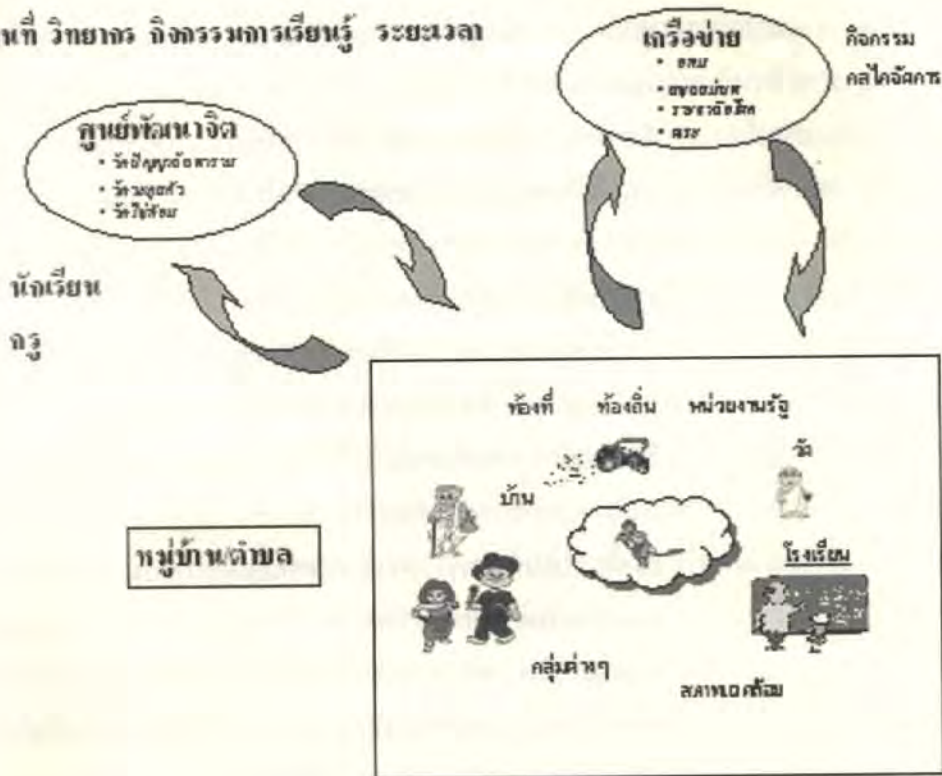 นที่ วิทยากร กิจกรรมการเรียนรู้ ระยะเวลา
เครือข่าย
• อสม
• พระ
กิจกรรม
กลไกจัดการ
ศูนย์พัฒนาจิต
นักเรียน
ครู
ท้องที่ ท้องถิ่น หน่วยงานรัฐ
วัด
บ้าน
หมู่บ้าน/ตำบล
โรงเรียน
กลุ่มต่างๆ
สภาพแวดล้อม